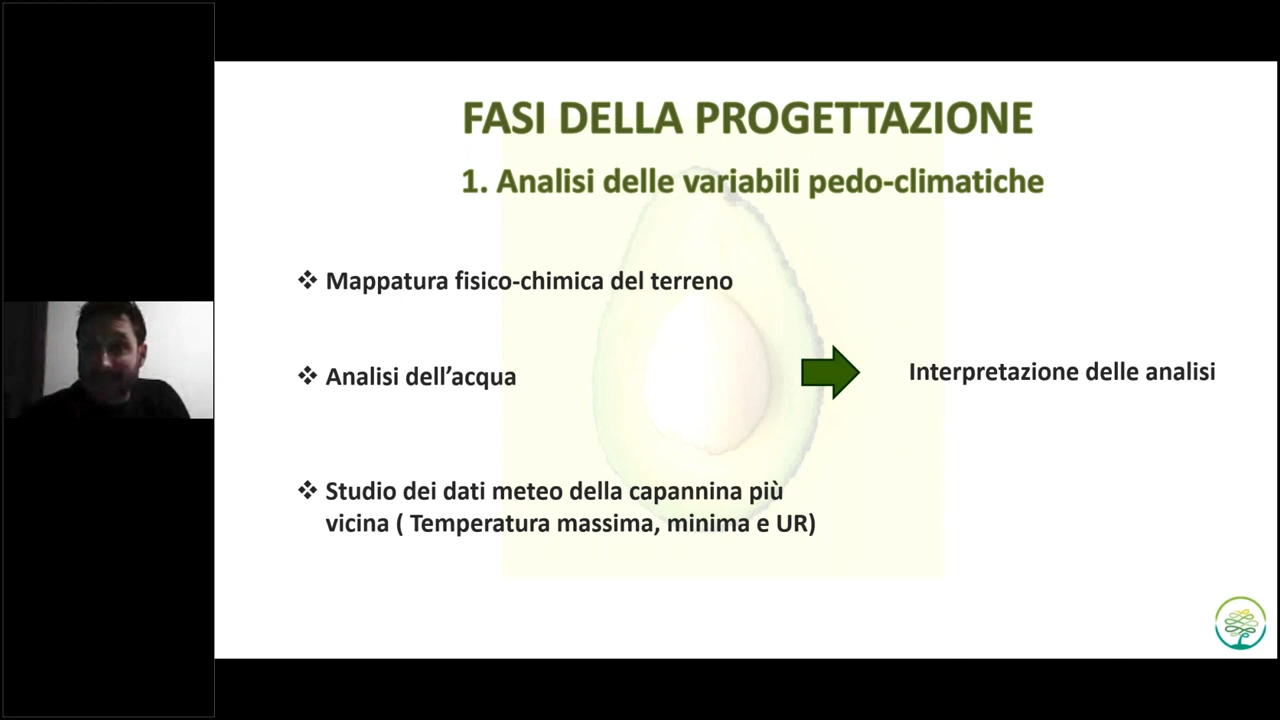 FASI DELLA PROGETTAZIONE
1. Analisi delle variabili pedo-climatiche
❖ Mappatura fisico-chimica del terreno
❖ Analisi dell’acqua
Interpretazione delle analisi
❖ Studio dei dati meteo della capannina più
vicina ( Temperatura massima, minima e UR)